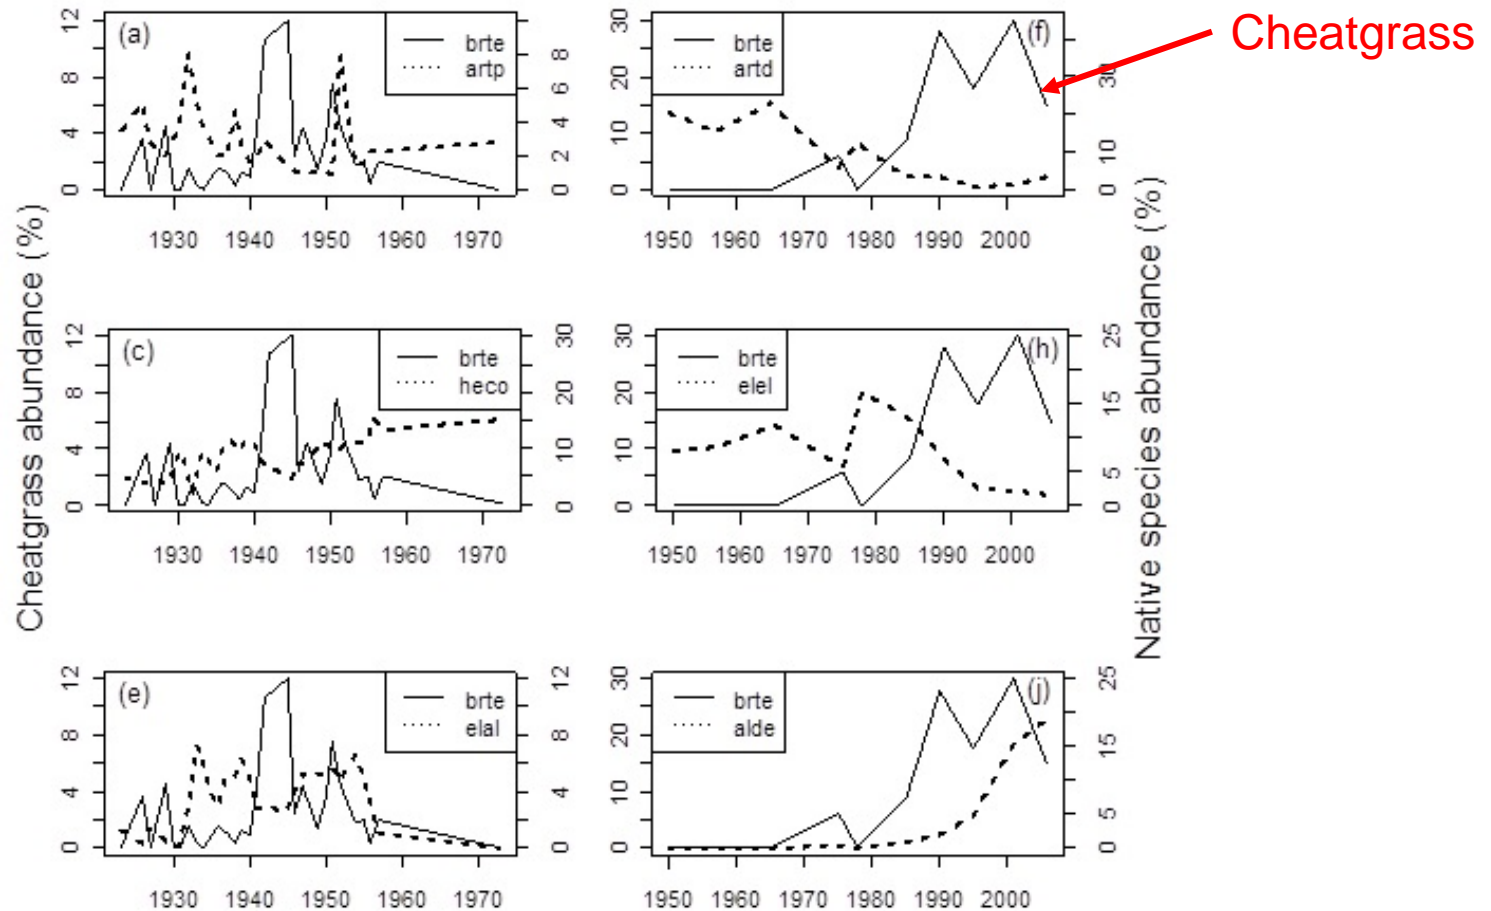 Cheatgrass
Cheatgrass abundance (%)
Native species abundance (%)
(a)
brte
artp
0 4 8 12
0 2 4 6 8
1930 1940 1950 1960 1970
(f)
brte
artd
0 10 20 30
0 10 30
1950 1960 1970 1980 1990 2000
(c)
brte
heco
0 4 8 12
0 10 20 30
1930 1940 1950 1960 1970
(h)
brte
elel
0 10 20 30
0 5 15 25
1950 1960 1970 1980 1990 2000
(e)
brte
elal
0 4 8 12
0 4 8 12
1930 1940 1950 1960 1970
(j)
brte
alde
0 10 20 30
0 5 15 25
1950 1960 1970 1980 1990 2000